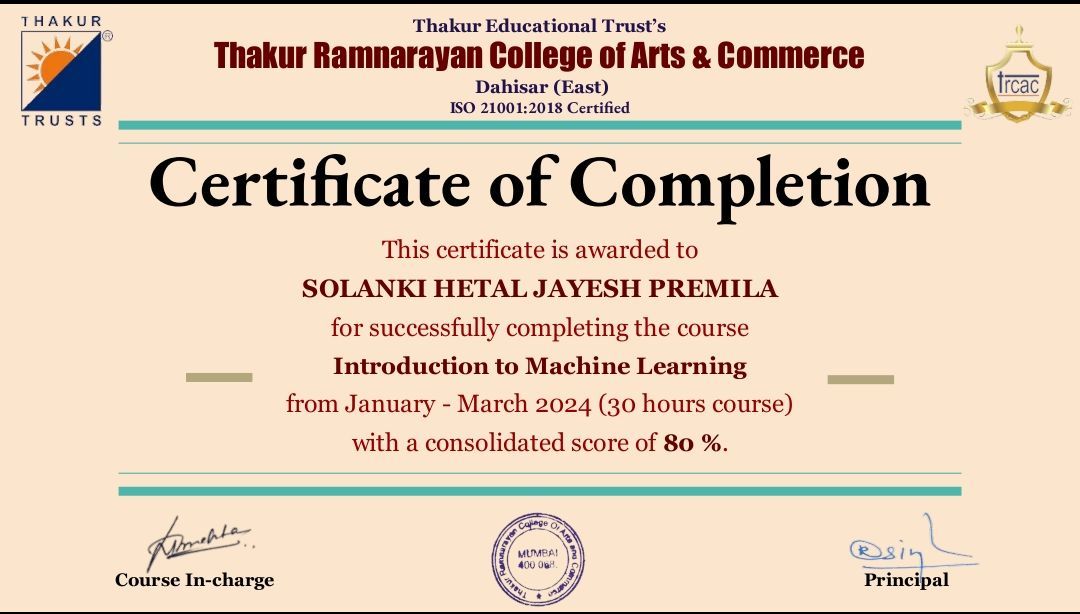 THAKUR
TRUSTS
®
Thakur Educational Trust's
Thakur Ramnarayan College of Arts & Commerce
Dahisar (East)
ISO 21001:2018 Certified
trcac
Certificate of Completion
This certificate is awarded to
SOLANKI HETAL JAYESH PREMILA
for successfully completing the course
Introduction to Machine Learning
from January - March 2024 (30 hours course)
with a consolidated score of 80 %.
Course In-charge
Thakur Ramnarayan College Of Arts and Commerce
MUMBAI
400 068.
Principal